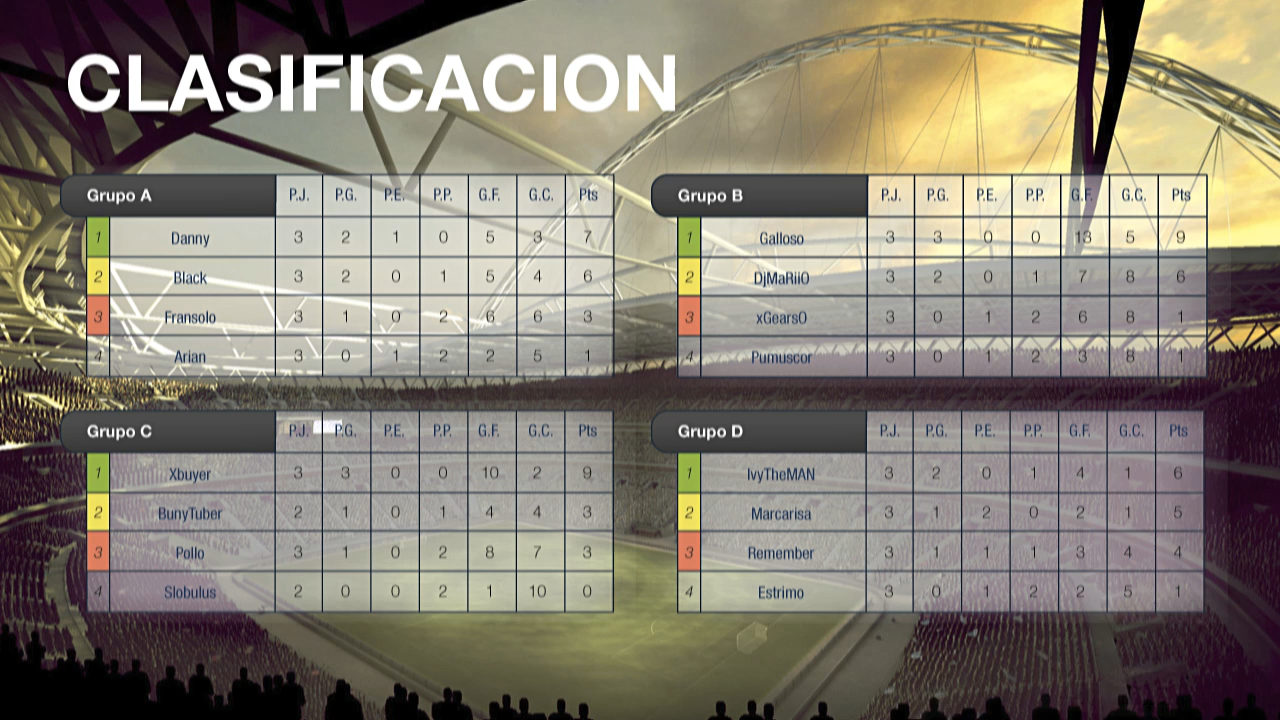 CLASIFICACION
Grupo A P.J. P.G. P.E. P.P. G.F. G.C. Pts
1 Danny 3 2 1 0 5 3 7
2 Black 3 2 0 1 5 4 6
3 Fransolo 3 1 0 2 6 6 3
4 Arian 3 0 1 2 2 5 1
Grupo B P.J. P.G. P.E. P.P. G.F. G.C. Pts
1 Galloso 3 3 0 0 13 5 9
2 DjMaRiiO 3 2 0 1 7 8 6
3 xGearsO 3 0 1 2 6 8 1
4 Pumuscor 3 0 1 2 3 8 1
Grupo C P.J. P.G. P.E. P.P. G.F. G.C. Pts
1 Xbuyer 3 3 0 0 10 2 9
2 BunyTuber 2 1 0 1 4 4 3
3 Pollo 3 1 0 2 8 7 3
4 Slobulus 2 0 0 2 1 10 0
Grupo D P.J. P.G. P.E. P.P. G.F. G.C. Pts
1 IvyTheMAN 3 2 0 1 4 1 6
2 Marcarisa 3 1 2 0 2 1 5
3 Remember 3 1 1 1 3 4 4
4 Estrimo 3 0 1 2 2 5 1